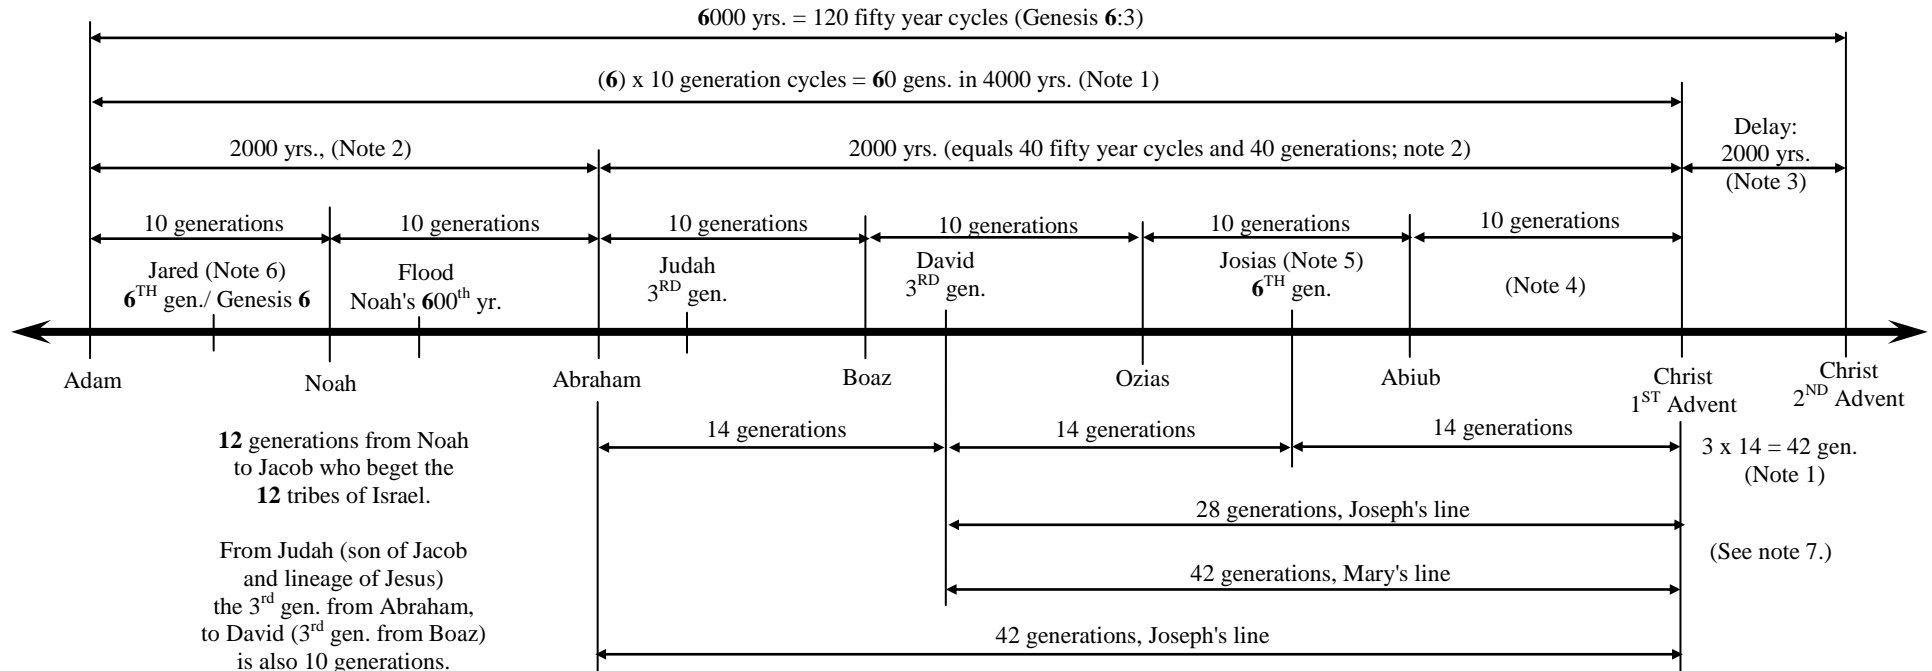 6000 yrs. = 120 fifty year cycles (Genesis 6:3)
(6) x 10 generation cycles = 60 gens. in 4000 yrs. (Note 1)
2000 yrs., (Note 2)
2000 yrs. (equals 40 fifty year cycles and 40 generations; note 2)
Delay:
2000 yrs.
(Note 3)
10 generations
10 generations
10 generations
10 generations
10 generations
10 generations
Jared (Note 6)
6TH gen./ Genesis 6
Flood
Noah's 600th yr.
Judah
3RD gen.
David
3RD gen.
Josias (Note 5)
6TH gen.
(Note 4)
Adam
Noah
Abraham
Boaz
Ozias
Abiub
Christ
1ST Advent
Christ
2ND Advent
12 generations from Noah
to Jacob who beget the
12 tribes of Israel.
14 generations
14 generations
14 generations
3 x 14 = 42 gen.
(Note 1)
28 generations, Joseph's line
From Judah (son of Jacob
and lineage of Jesus)
the 3rd gen. from Abraham,
to David (3rd gen. from Boaz)
is also 10 generations.
(See note 7.)
42 generations, Mary's line
42 generations, Joseph's line